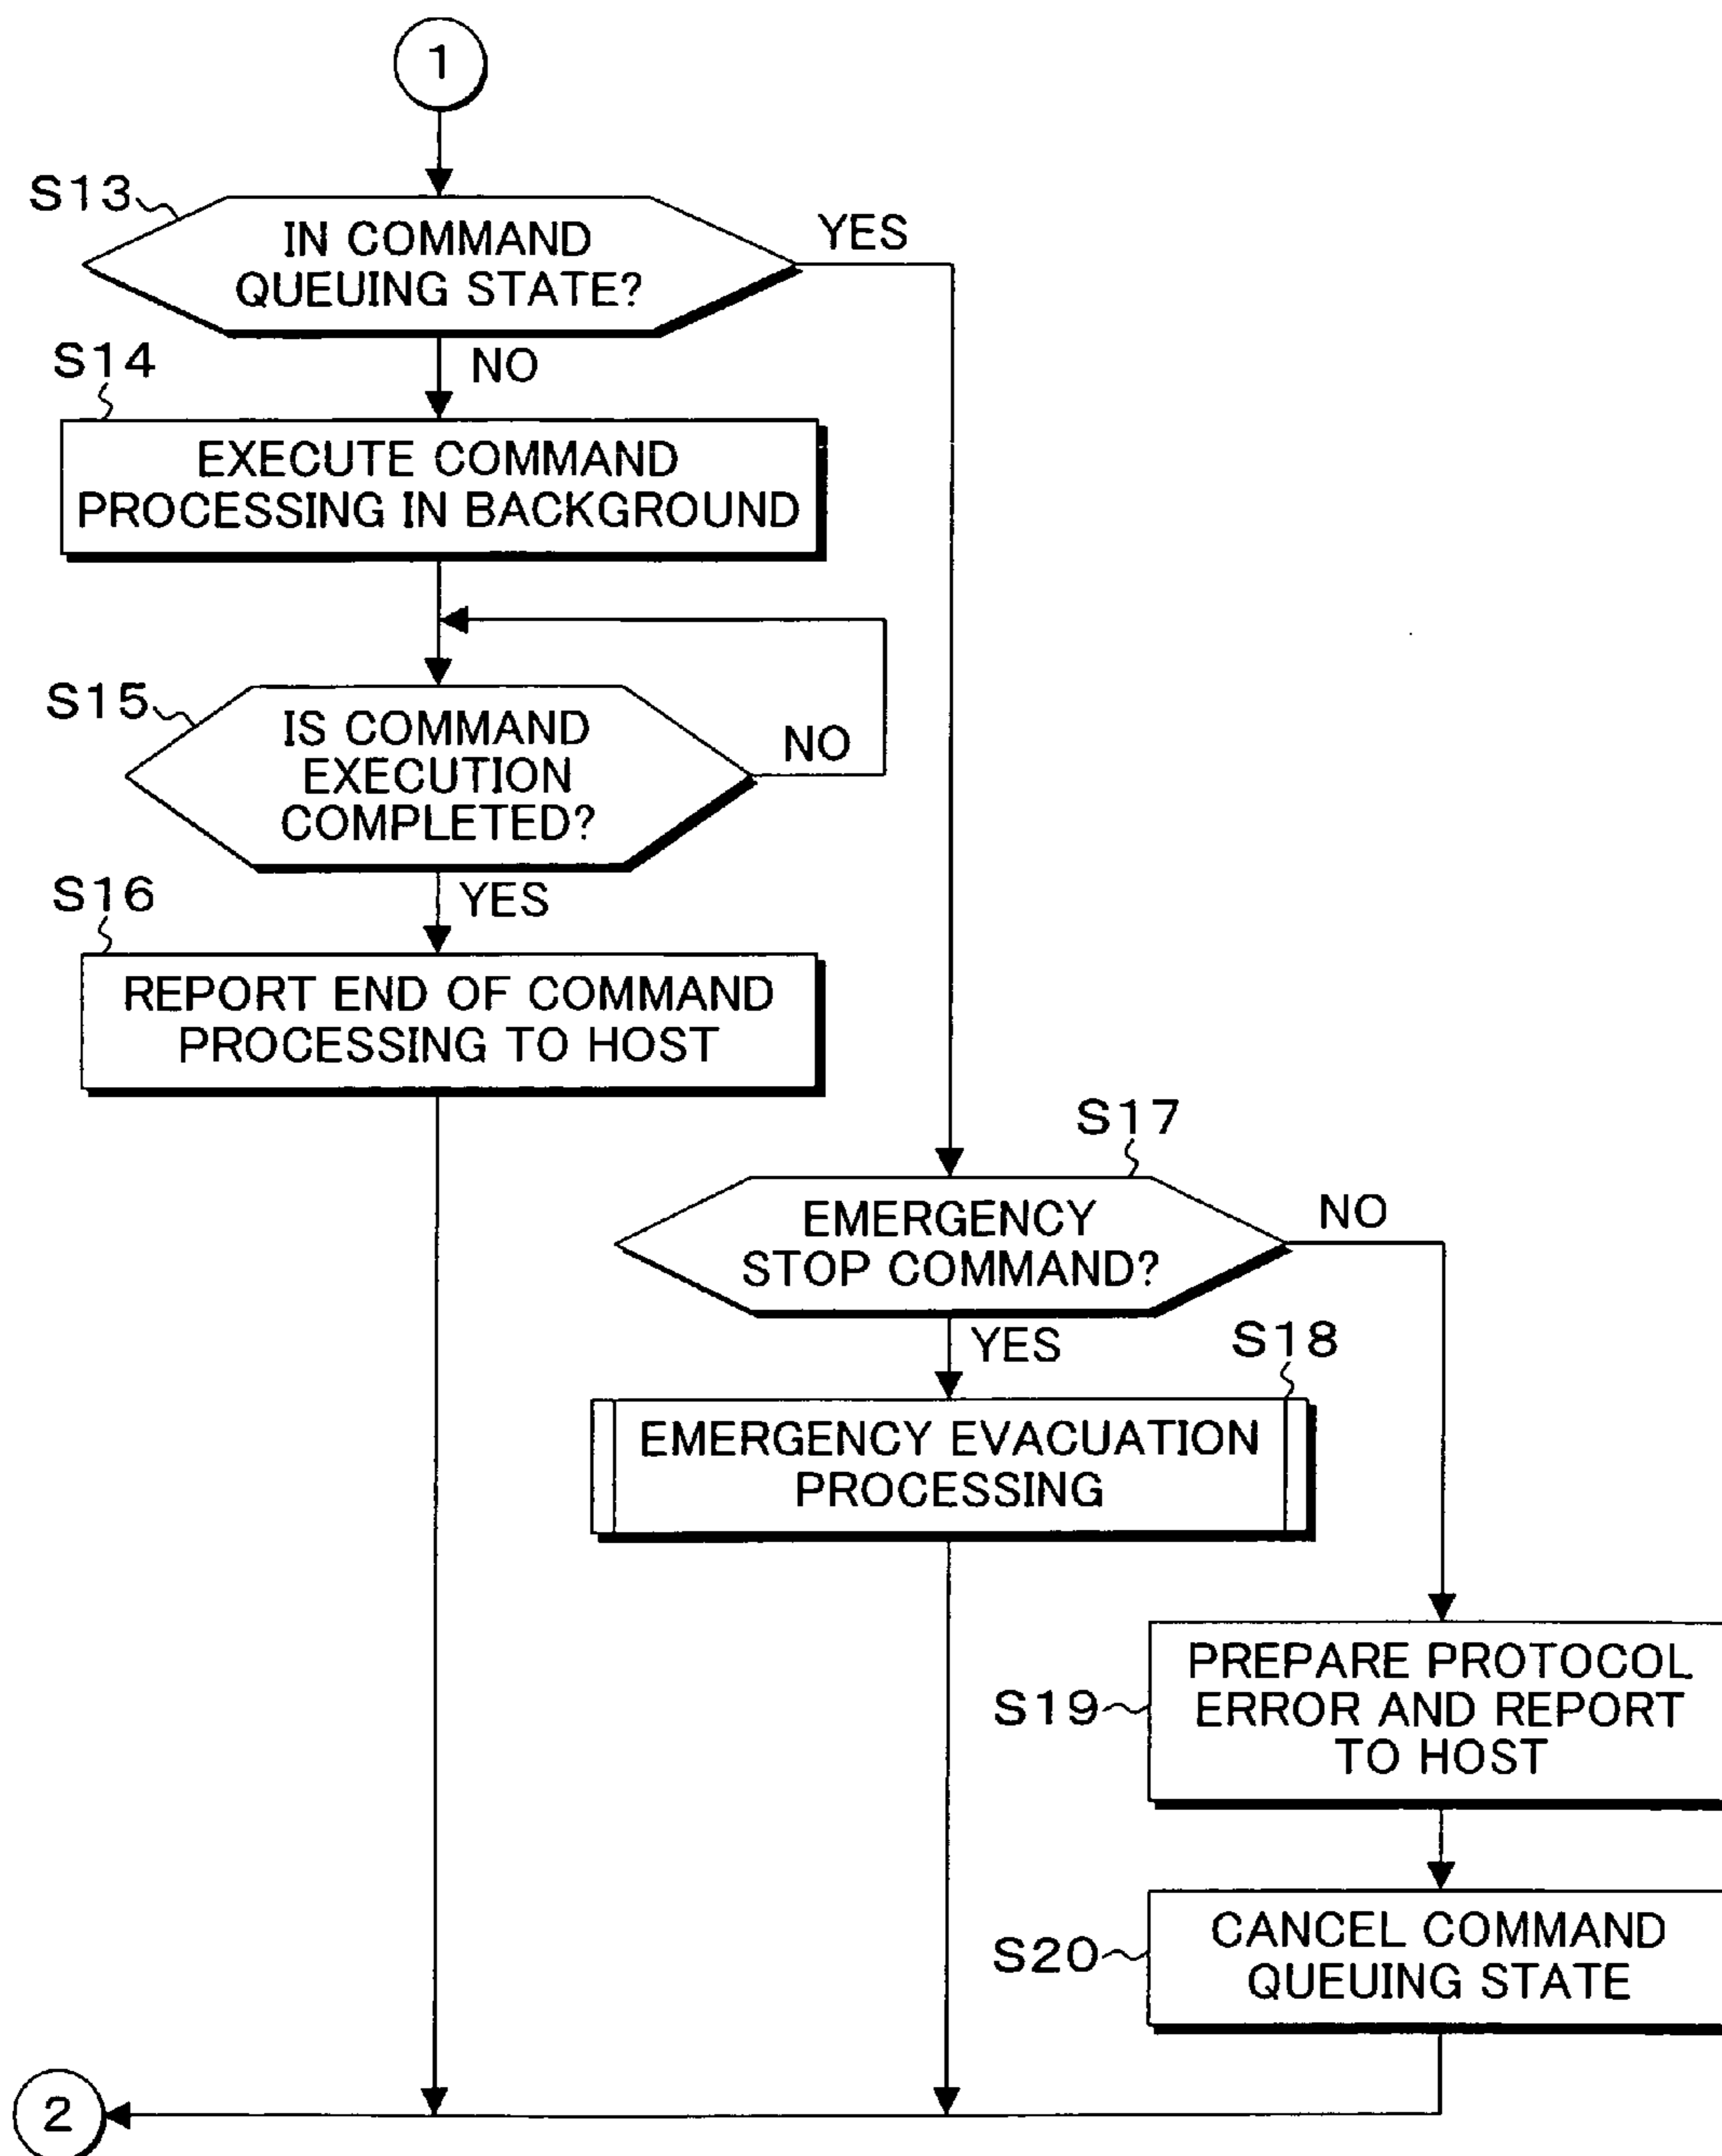 1
S13
IN COMMAND
QUEUING STATE?
YES
NO
S14
EXECUTE COMMAND
PROCESSING IN BACKGROUND
S15
IS COMMAND
EXECUTION
COMPLETED?
NO
YES
S16
REPORT END OF COMMAND
PROCESSING TO HOST
S17
EMERGENCY
STOP COMMAND?
NO
YES
S18
EMERGENCY EVACUATION
PROCESSING
S19
PREPARE PROTOCOL
ERROR AND REPORT
TO HOST
S20
CANCEL COMMAND
QUEUING STATE
2